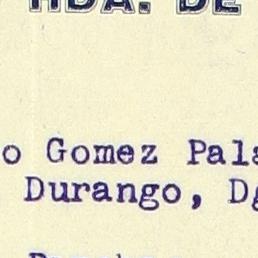 HDA. DE
o Gomez Pala
Durango, Dg